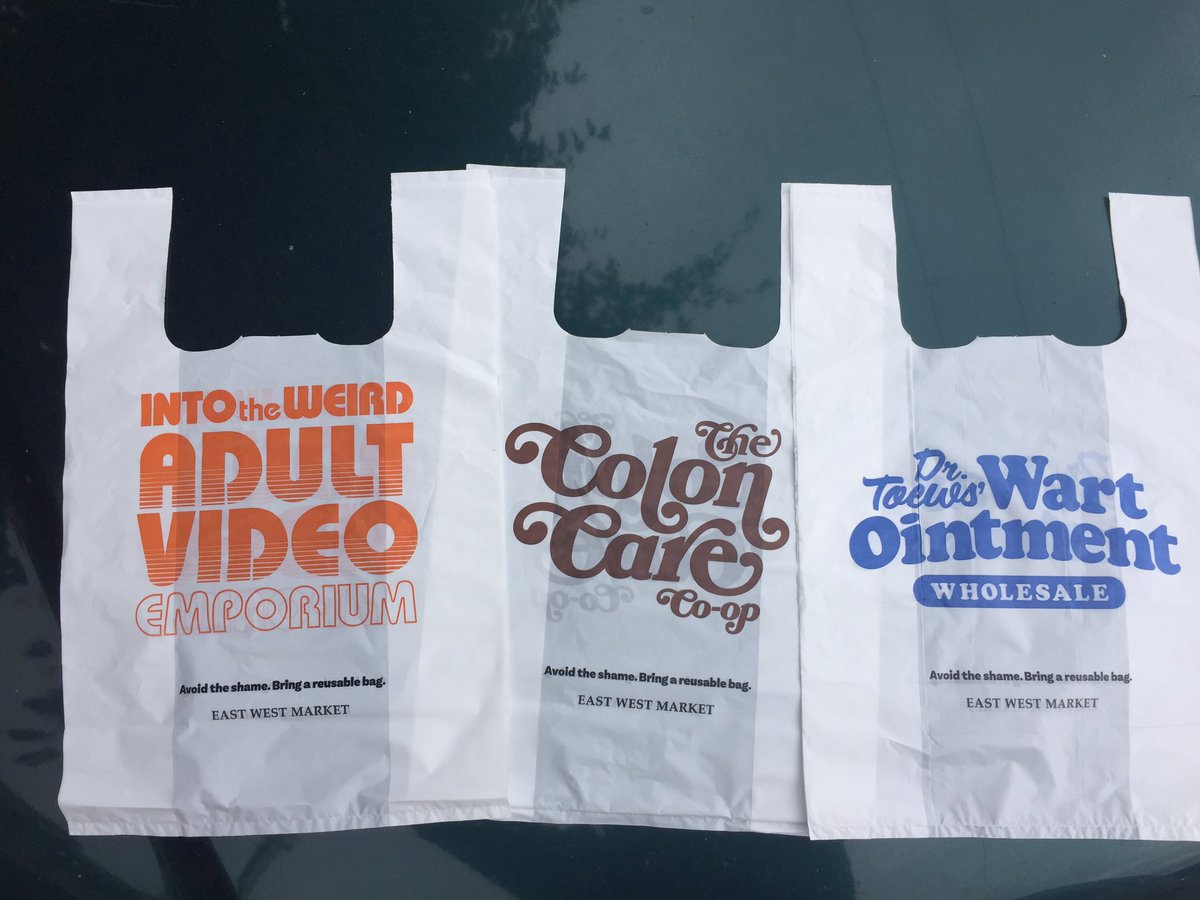 INTO the WEIRD
ADULT
VIDEO
EMPORIUM
Avoid the shame. Bring a reusable bag.
EAST WEST MARKET
The
Colon
Care
Co-op
Avoid the shame. Bring a reusable bag.
EAST WEST MARKET
Dr.
Toews' Wart
Ointment
WHOLESALE
Avoid the shame. Bring a reusable bag.
EAST WEST MARKET